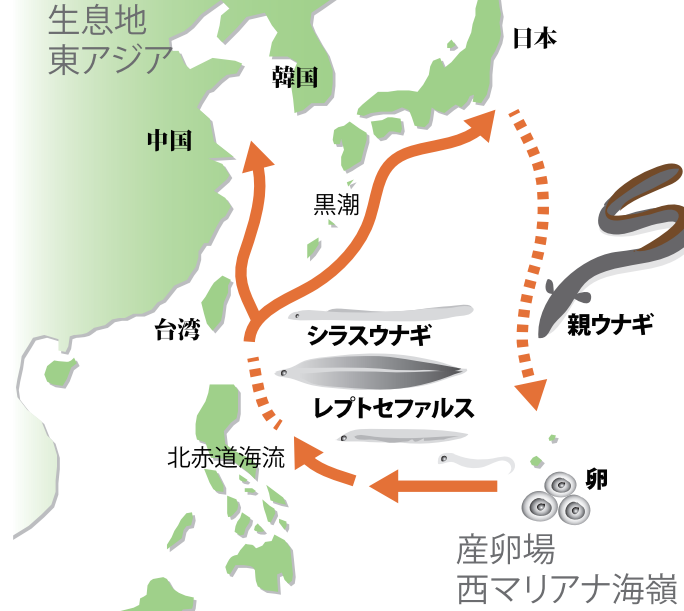 生息地
東アジア
日本
韓国
中国
黒潮
台湾
シラスウナギ
親ウナギ
レプトセファルス
北赤道海流
卵
産卵場
西マリアナ海嶺